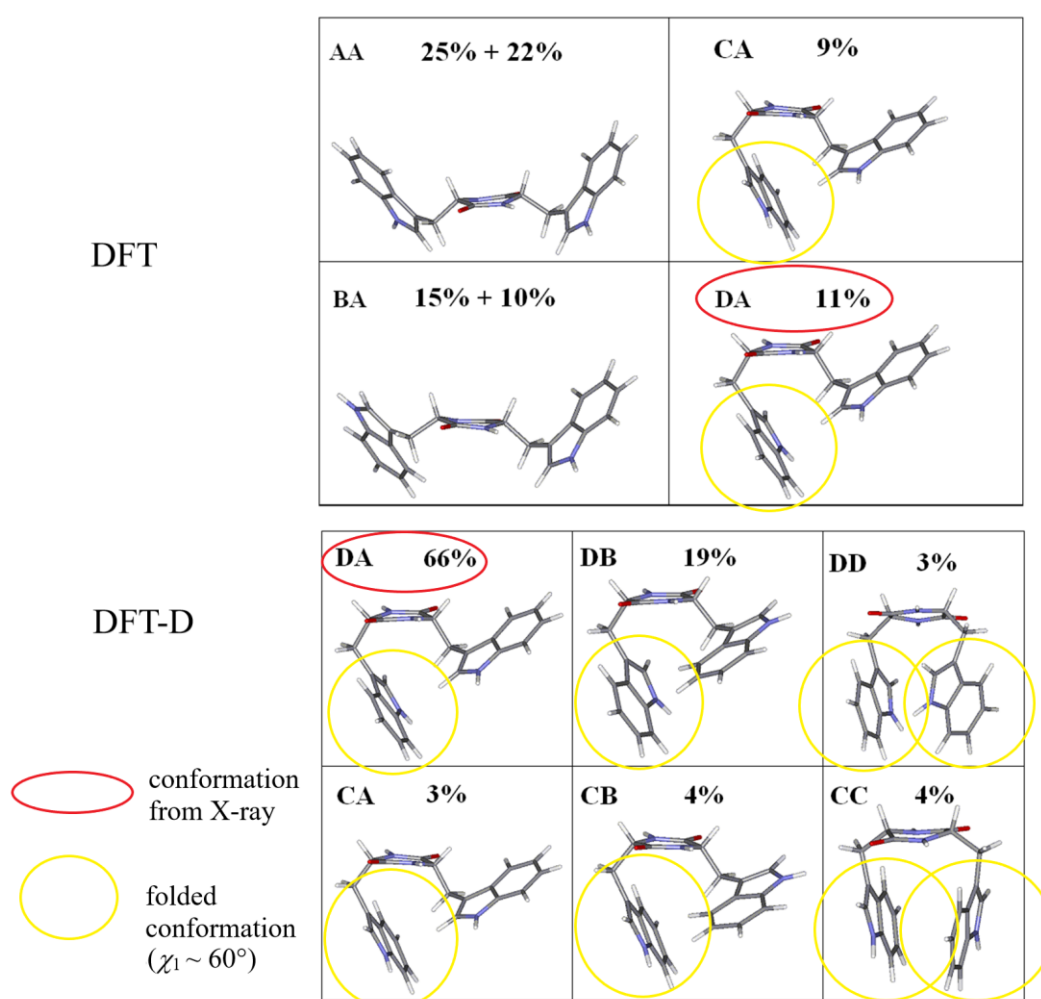 AA 25% + 22%
CA 9%
DFT
BA 15% + 10%
DA 11%
DA 66%
DB 19%
DD 3%
DFT-D
CA 3%
CB 4%
CC 4%
conformation
from X-ray
folded
conformation
(χ₁ ~ 60°)